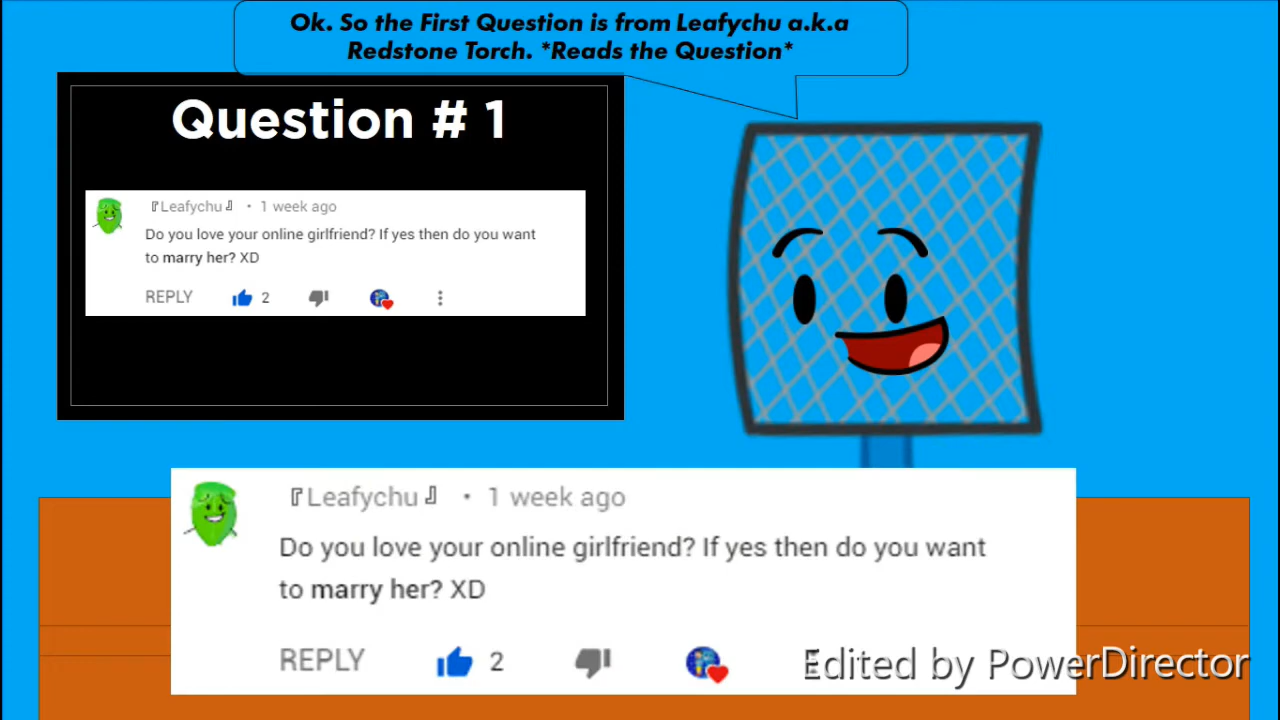 Ok. So the First Question is from Leafychu a.k.a
Redstone Torch. *Reads the Question*
Question # 1
『Leafychu』 • 1 week ago
Do you love your online girlfriend? If yes then do you want
to marry her? XD
REPLY 2
『Leafychu』 • 1 week ago
Do you love your online girlfriend? If yes then do you want
to marry her? XD
REPLY 2
Edited by PowerDirector